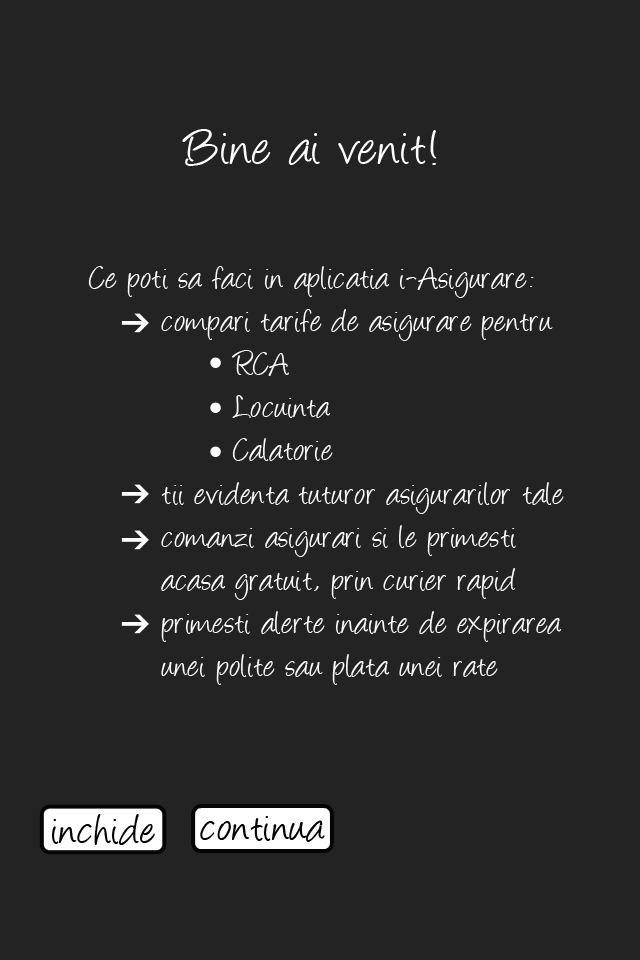 Bine ai venit!
Ce poti sa faci in aplicatia i-Asigurare:
➔ compari tarife de asigurare pentru
• RCA
• Locuinta
• Calatorie
➔ tii evidenta tuturor asigurarilor tale
➔ comanzi asigurari si le primesti
acasa gratuit, prin curier rapid
➔ primesti alerte inainte de expirarea
unei polite sau plata unei rate
inchide continua